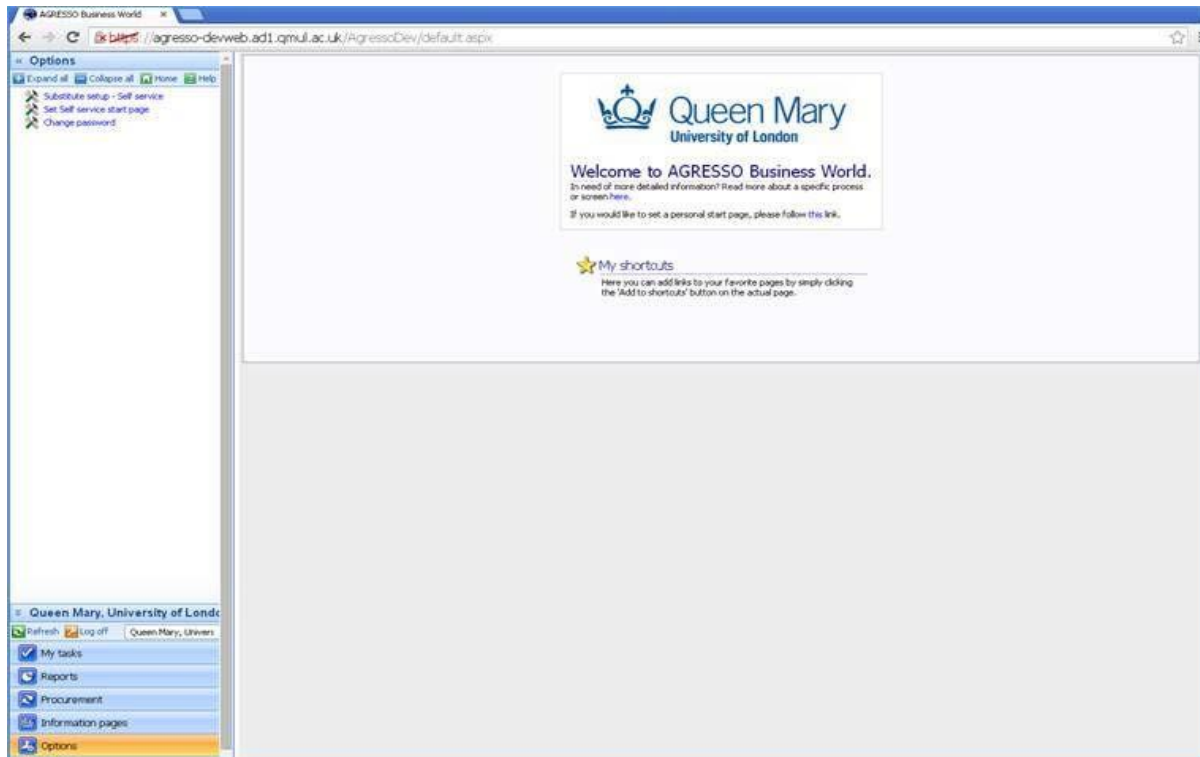 AGRESSO Business World
https://agresso-devweb.ad1.qmul.ac.uk/AgressoDev/default.aspx
Options
Expand all Collapse all Home Help
Substitute setup - Self service
Set Self service start page
Change password
Queen Mary
University of London
Welcome to AGRESSO Business World.
In need of more detailed information? Read more about a specific process
or screen here.
If you would like to set a personal start page, please follow this link.
My shortcuts
Here you can add links to your favorite pages by simply clicking
the 'Add to shortcuts' button on the actual page.
Queen Mary, University of Londo
Refresh Log off Queen Mary, Univers
My tasks
Reports
Procurement
Information pages
Options